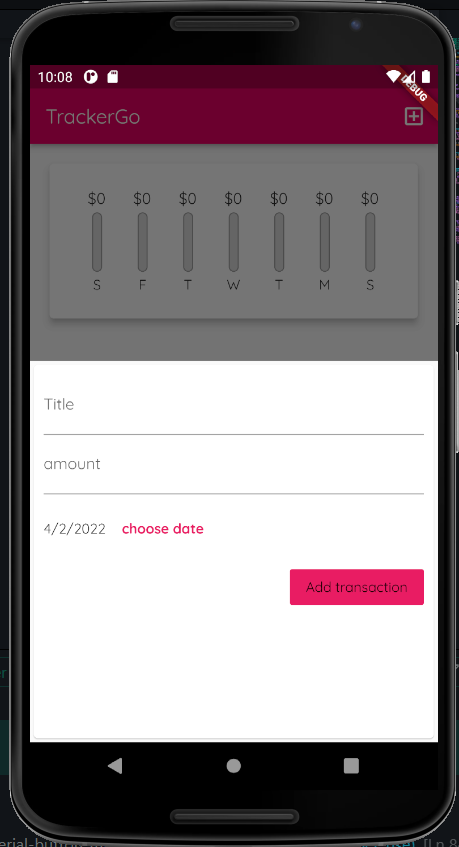 10:08
DEBUG
TrackerGo
$0 $0 $0 $0 $0 $0 $0
S F T W T M S
Title
amount
4/2/2022 choose date
Add transaction